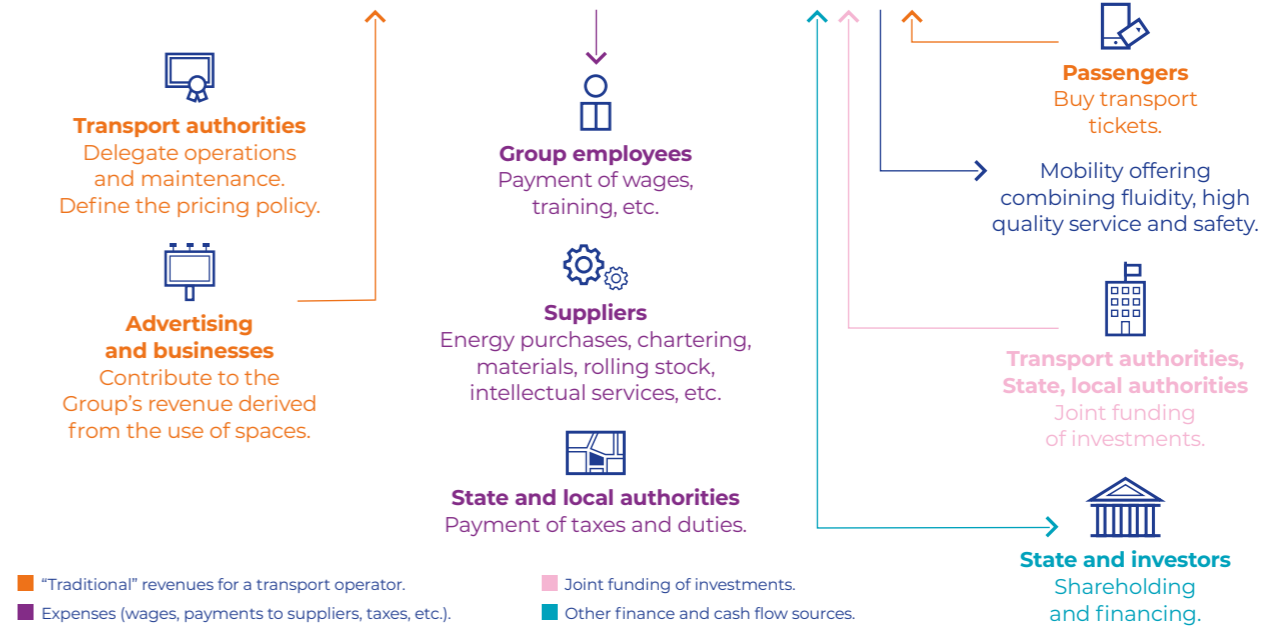 Transport authorities
Delegate operations
and maintenance.
Define the pricing policy.
Advertising
and businesses
Contribute to the
Group’s revenue derived
from the use of spaces.
Group employees
Payment of wages,
training, etc.
Suppliers
Energy purchases, chartering,
materials, rolling stock,
intellectual services, etc.
State and local authorities
Payment of taxes and duties.
Passengers
Buy transport
tickets.
Mobility offering
combining fluidity, high
quality service and safety.
Transport authorities,
State, local authorities
Joint funding
of investments.
State and investors
Shareholding
and financing.
“Traditional” revenues for a transport operator.
Expenses (wages, payments to suppliers, taxes, etc.).
Joint funding of investments.
Other finance and cash flow sources.